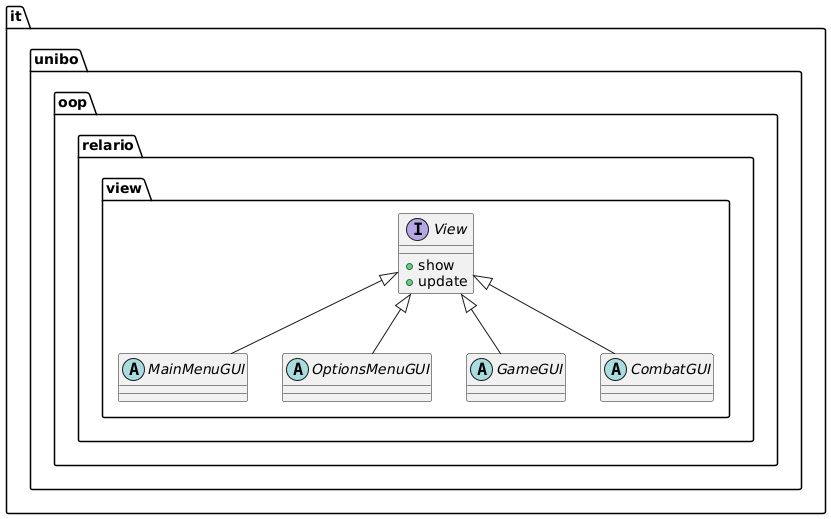 it
unibo
oop
relario
view
I View
show
update
A MainMenuGUI
A OptionsMenuGUI
A GameGUI
A CombatGUI